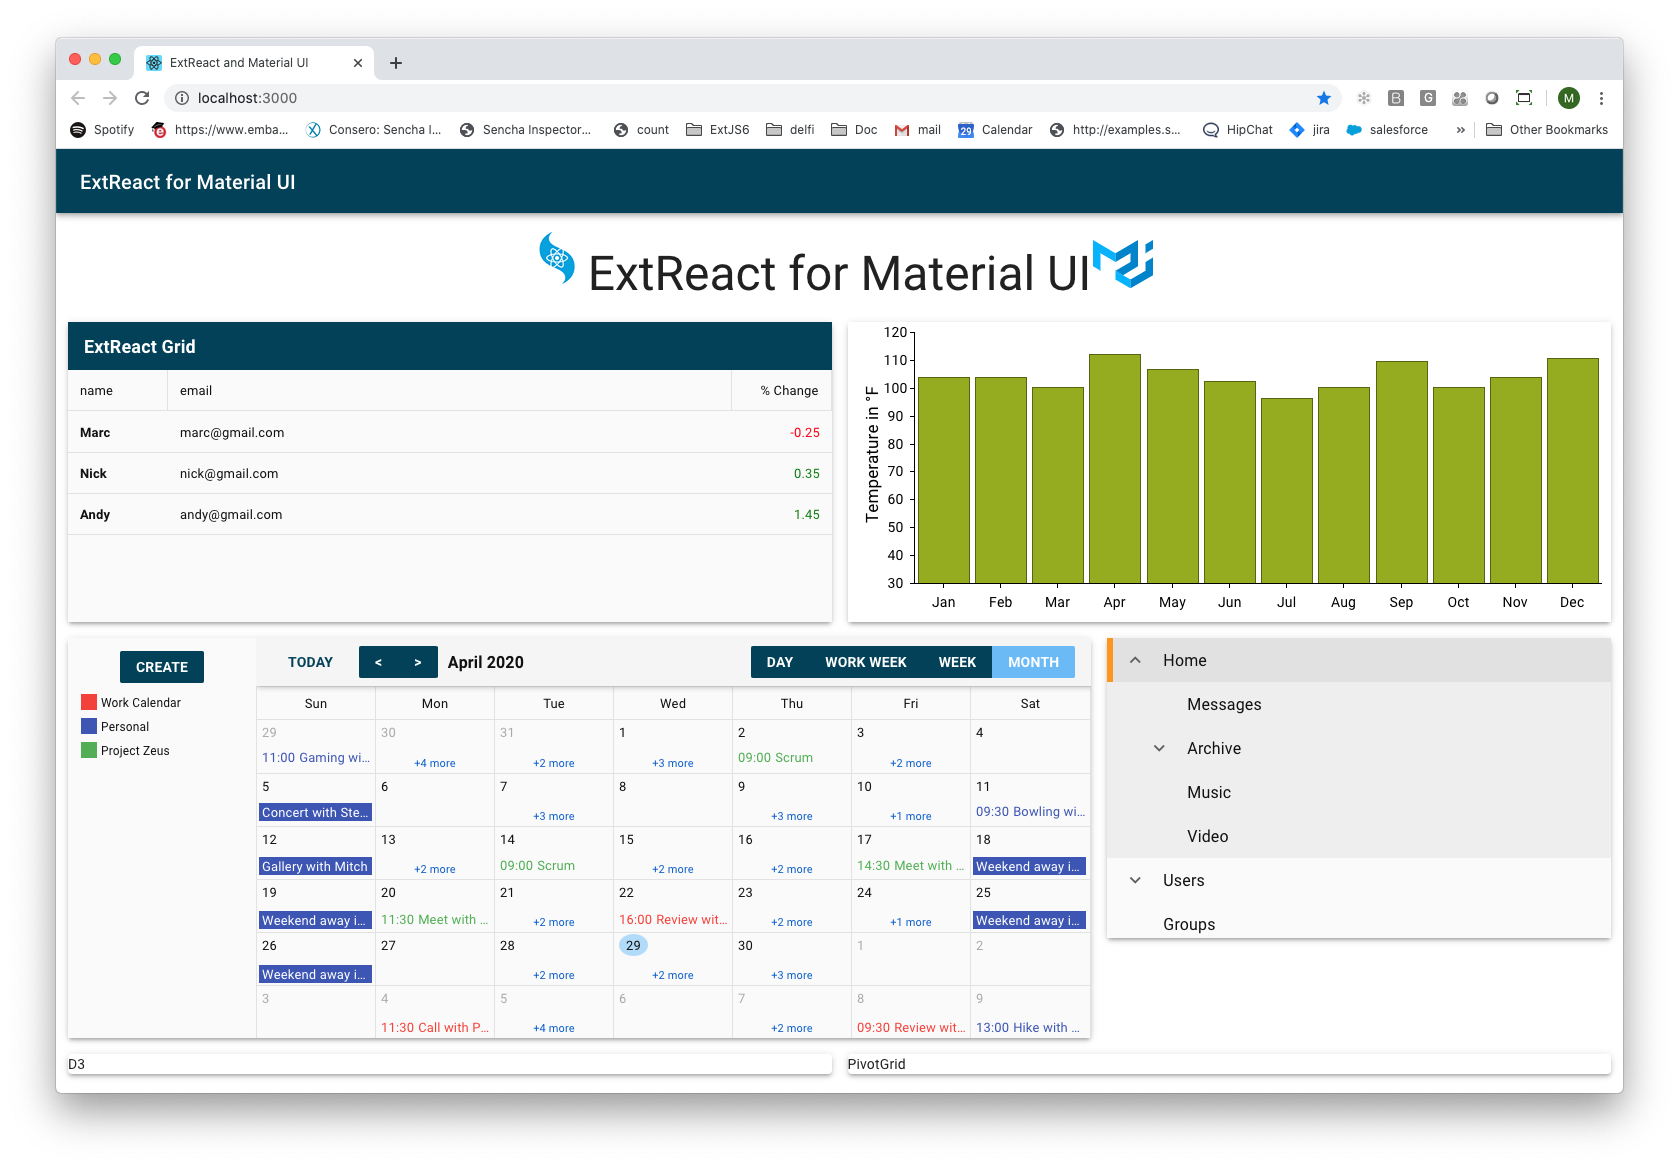 ExtReact and Material UI
localhost:3000
M
Spotify https://www.emba... Consero: Sencha I... Sencha Inspector... count ExtJS6 delfi Doc mail 29 Calendar http://examples.s... HipChat jira salesforce » Other Bookmarks
ExtReact for Material UI
ExtReact for Material UI
ExtReact Grid
name email % Change
Marc marc@gmail.com -0.25
Nick nick@gmail.com 0.35
Andy andy@gmail.com 1.45
Temperature in °F
120
110
100
90
80
70
60
50
40
30
Jan Feb Mar Apr May Jun Jul Aug Sep Oct Nov Dec
CREATE
Work Calendar
Personal
Project Zeus
TODAY < > April 2020 DAY WORK WEEK WEEK MONTH
Sun Mon Tue Wed Thu Fri Sat
29 30 31 1 2 3 4
11:00 Gaming wi... +4 more +2 more +3 more 09:00 Scrum +2 more
5 6 7 8 9 10 11
Concert with Ste... +3 more +3 more +1 more 09:30 Bowling wi...
12 13 14 15 16 17 18
Gallery with Mitch +2 more 09:00 Scrum +2 more +2 more 14:30 Meet with ... Weekend away i...
19 20 21 22 23 24 25
Weekend away i... 11:30 Meet with ... +2 more 16:00 Review wit... +2 more +1 more Weekend away i...
26 27 28 29 30 1 2
Weekend away i... +2 more +2 more +3 more
3 4 5 6 7 8 9
11:30 Call with P... +4 more +2 more 09:30 Review wit... 13:00 Hike with ...
Home
Messages
Archive
Music
Video
Users
Groups
D3
PivotGrid